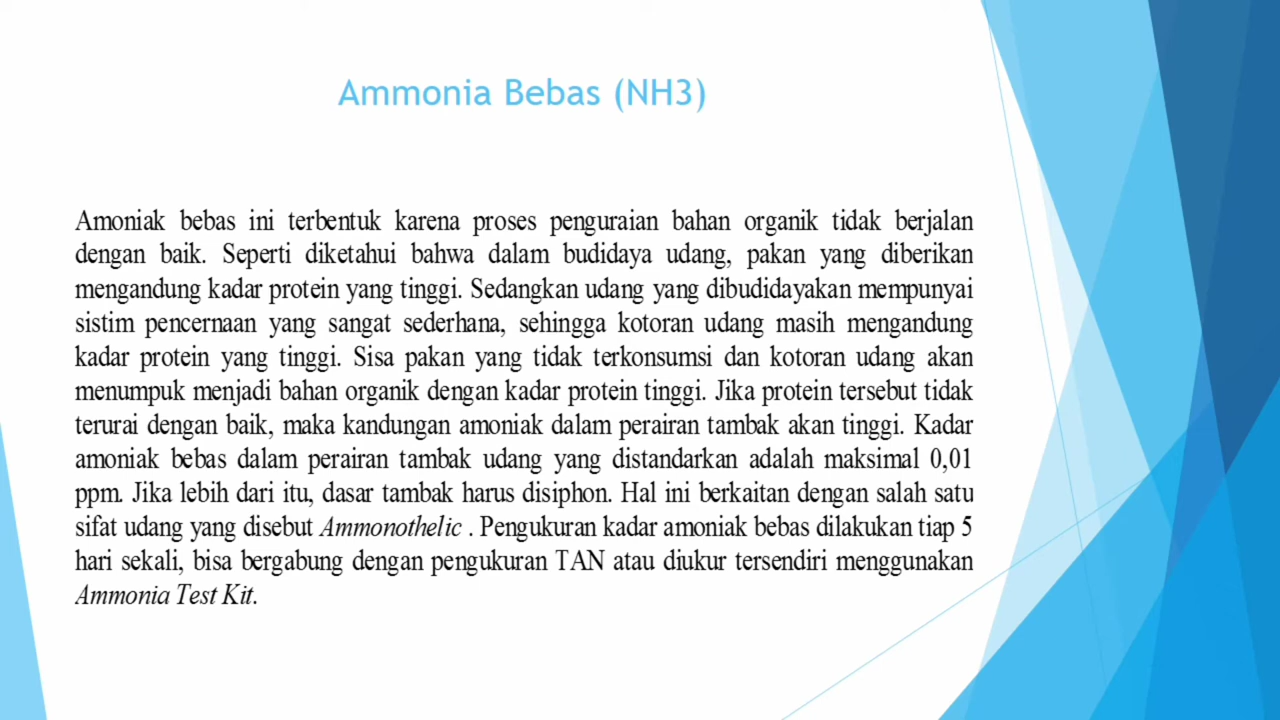 Ammonia Bebas (NH3)
Amoniak bebas ini terbentuk karena proses penguraian bahan organik tidak berjalan
dengan baik. Seperti diketahui bahwa dalam budidaya udang, pakan yang diberikan
mengandung kadar protein yang tinggi. Sedangkan udang yang dibudidayakan mempunyai
sistim pencernaan yang sangat sederhana, sehingga kotoran udang masih mengandung
kadar protein yang tinggi. Sisa pakan yang tidak terkonsumsi dan kotoran udang akan
menumpuk menjadi bahan organik dengan kadar protein tinggi. Jika protein tersebut tidak
terurai dengan baik, maka kandungan amoniak dalam perairan tambak akan tinggi. Kadar
amoniak bebas dalam perairan tambak udang yang distandarkan adalah maksimal 0,01
ppm. Jika lebih dari itu, dasar tambak harus disiphon. Hal ini berkaitan dengan salah satu
sifat udang yang disebut Ammonothelic . Pengukuran kadar amoniak bebas dilakukan tiap 5
hari sekali, bisa bergabung dengan pengukuran TAN atau diukur tersendiri menggunakan
Ammonia Test Kit.